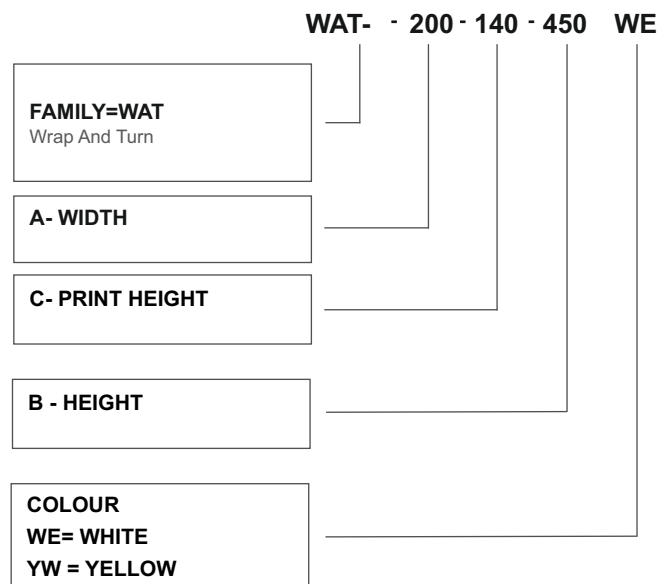 WAT- - 200 - 140 - 450 WE
FAMILY=WAT
Wrap And Turn
A- WIDTH
C- PRINT HEIGHT
B - HEIGHT
COLOUR
WE= WHITE
YW = YELLOW